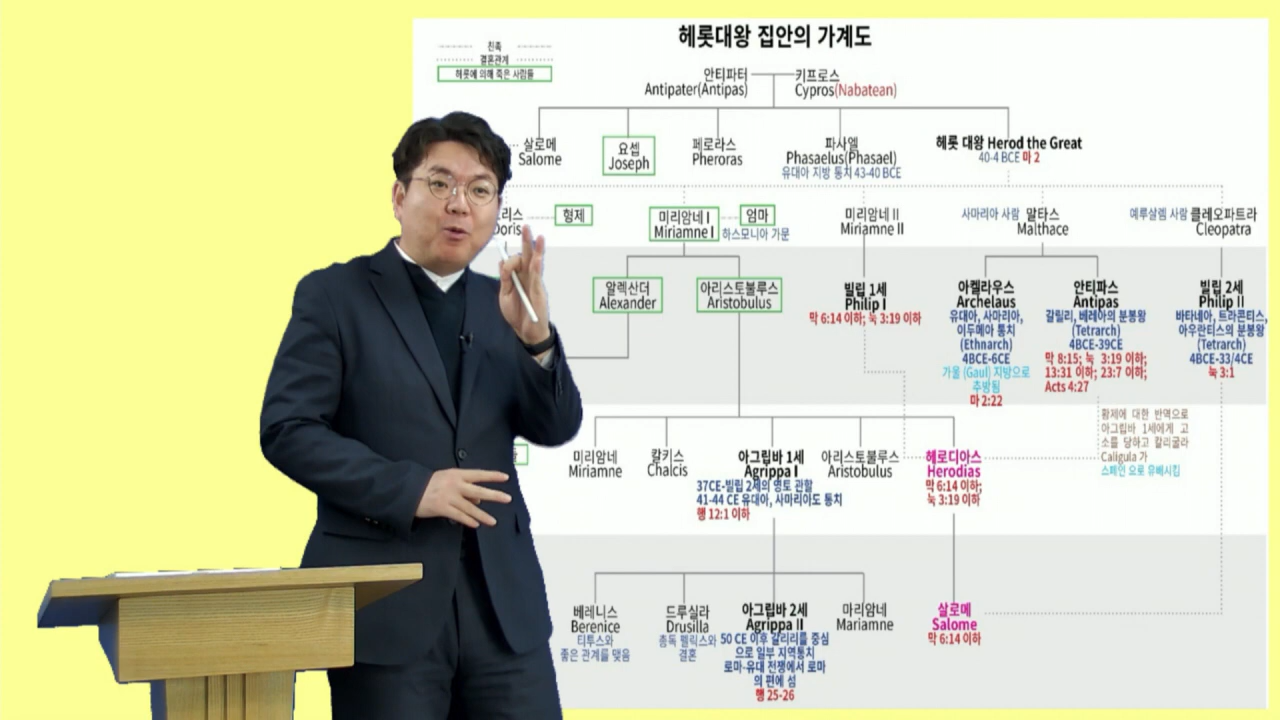 헤롯대왕 집안의 가계도
친족
결혼관계
헤롯에 의해 죽은 사람들
안티파터 키프로스
Antipater(Antipas) Cypros(Nabatean)
살로메
Salome
요셉
Joseph
페로라스
Pheroras
파사엘
Phasaelus(Phasael)
유대아 지방 통치 43-40 BCE
헤롯 대왕 Herod the Great
40-4 BCE 마 2
리스
Doris
형제
미리암네 I
Miriamne I
엄마
하스모니아 가문
미리암네 II
Miriamne II
사마리아 사람 말타스
Malthace
예루살렘 사람 클레오파트라
Cleopatra
알렉산더
Alexander
아리스토불루스
Aristobulus
빌립 1세
Philip I
막 6:14 이하; 눅 3:19 이하
아켈라우스
Archelaus
유대아, 사마리아,
이두메아 통치
(Ethnarch)
4BCE-6CE
가울 (Gaul) 지방으로
추방됨
마 2:22
안티파스
Antipas
갈릴리, 베레아의 분봉왕
(Tetrarch)
4BCE-39CE
막 8:15; 눅 3:19 이하;
13:31 이하; 23:7 이하;
Acts 4:27
빌립 2세
Philip II
바타네아, 트라콘티스,
아우란티스의 분봉왕
(Tetrarch)
4BCE-33/4CE
눅 3:1
황제에 대한 반역으로
아그립바 1세에게 고
소를 당하고 칼리굴라
Caligula 가
스페인 으로 유배시킴
미리암네
Miriamne
칼키스
Chalcis
아그립바 1세
Agrippa I
37CE-빌립 2세의 영토 관할
41-44 CE 유대아, 사마리아도 통치
행 12:1 이하
아리스토불루스
Aristobulus
헤로디아스
Herodias
막 6:14 이하;
눅 3:19 이하
베레니스
Berenice
티투스와
좋은 관계를 맺음
드루실라
Drusilla
총독 펠릭스와
결혼
아그립바 2세
Agrippa II
50 CE 이후 갈리리를 중심
으로 일부 지역통치
로마-유대 전쟁에서 로마
의 편에 섬
행 25-26
마리암네
Mariamne
살로메
Salome
막 6:14 이하